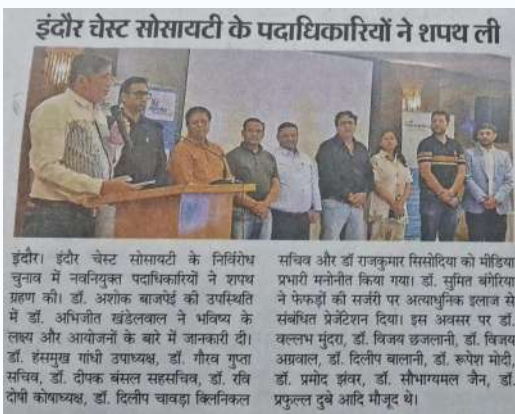 इंदौर चेस्ट सोसायटी के पदाधिकारियों ने शपथ ली
इंदौर। इंदौर चेस्ट सोसायटी के निर्विरोध
चुनाव में नवनियुक्त पदाधिकारियों ने शपथ
ग्रहण की। डॉ. अशोक बाजपेई की उपस्थिति
में डॉ. अभिजीत खंडेलवाल ने भविष्य के
लक्ष्य और आयोजनों के बारे में जानकारी दी।
डॉ. हंसमुख गांधी उपाध्यक्ष, डॉ. गौरव गुप्ता
सचिव, डॉ. दीपक बंसल सहसचिव, डॉ. रवि
दोषी कोषाध्यक्ष, डॉ. दिलीप चावड़ा क्लिनिकल
सचिव और डॉ राजकुमार सिसोदिया को मीडिया
प्रभारी मनोनीत किया गया। डॉ. सुमित बंगेरिया
ने फेफड़ों की सर्जरी पर अत्याधुनिक इलाज से
संबंधित प्रेजेंटेशन दिया। इस अवसर पर डॉ.
वल्लभ मुंदरा, डॉ. विजय छजलानी, डॉ. विजय
अग्रवाल, डॉ. दिलीप बालानी, डॉ. रूपेश मोदी,
डॉ. प्रमोद झंवर, डॉ. सौभाग्यमल जैन, डॉ.
प्रफुल्ल दुबे आदि मौजूद थे।